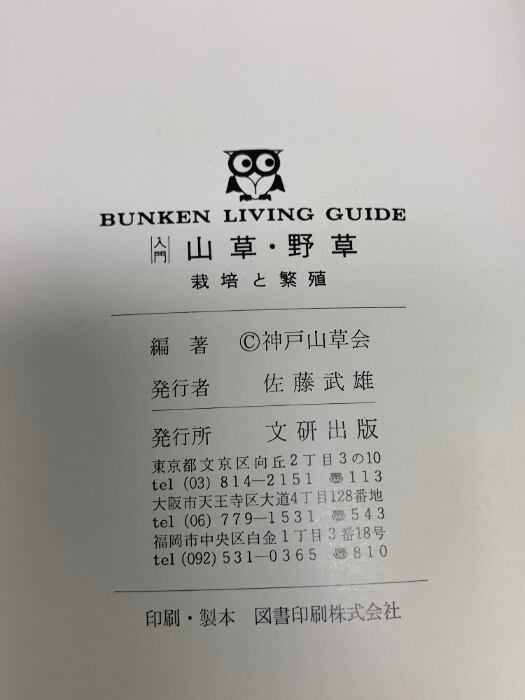 BUNKEN LIVING GUIDE
入門 山草・野草
栽培と繁殖
編著 ©神戸山草会
発行者 佐藤武雄
発行所 文研出版
東京都文京区向丘2丁目3の10
tel (03) 814—2151 ☎113
大阪市天王寺区大道4丁目128番地
tel (06) 779—1531 ☎543
福岡市中央区白金1丁目3番18号
tel (092) 531—0365 ☎810
印刷・製本 図書印刷株式会社